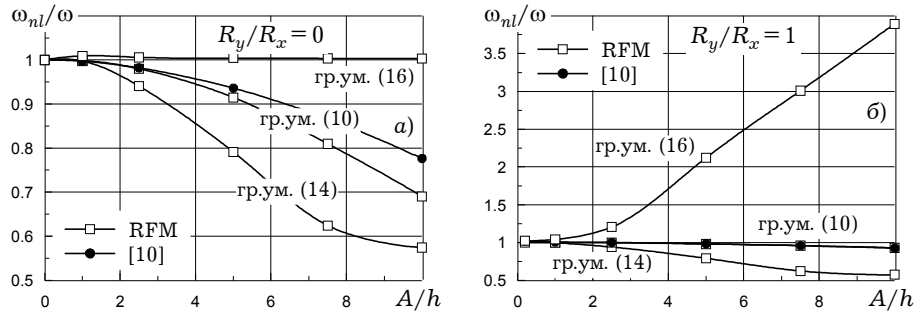 ω_nl/ω
R_y/R_x = 0
1
0.9
0.8
0.7
0.6
0.5
0 2 4 6 8 A/h
гр.ум. (16)
гр.ум. (10)
а)
гр.ум. (14)
RFM
[10]
ω_nl/ω
R_y/R_x = 1
RFM
[10]
3.5
3
2.5
2
1.5
1
0.5
0 2 4 6 8 A/h
б)
гр.ум. (16)
гр.ум. (10)
гр.ум. (14)